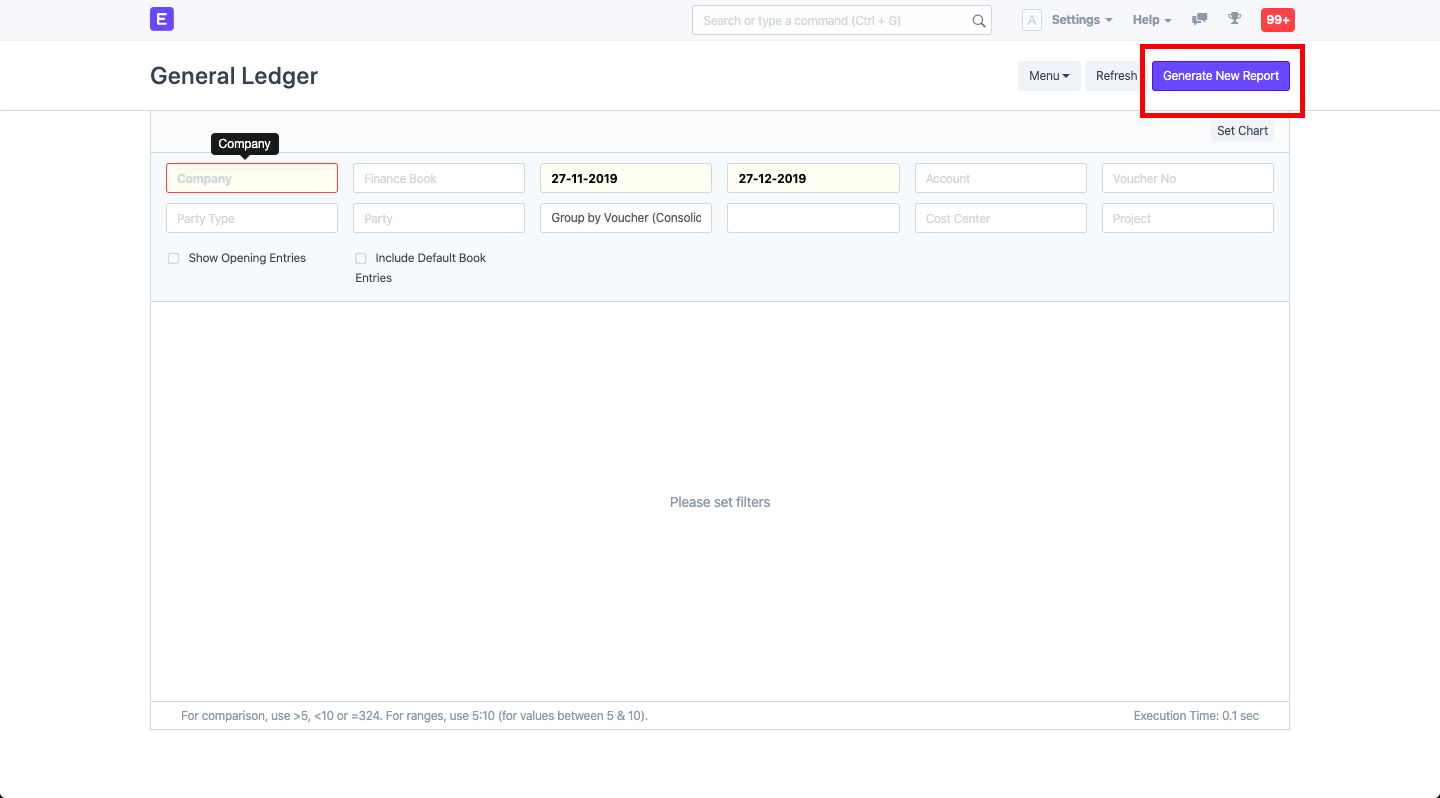 E
Search or type a command (Ctrl + G)
A
Settings
Help
99+
General Ledger
Menu
Refresh
Generate New Report
Set Chart
Company
Company
Finance Book
27-11-2019
27-12-2019
Account
Voucher No
Party Type
Party
Group by Voucher (Consolid
Cost Center
Project
Show Opening Entries
Include Default Book
Entries
Please set filters
For comparison, use >5, <10 or =324. For ranges, use 5:10 (for values between 5 & 10).
Execution Time: 0.1 sec